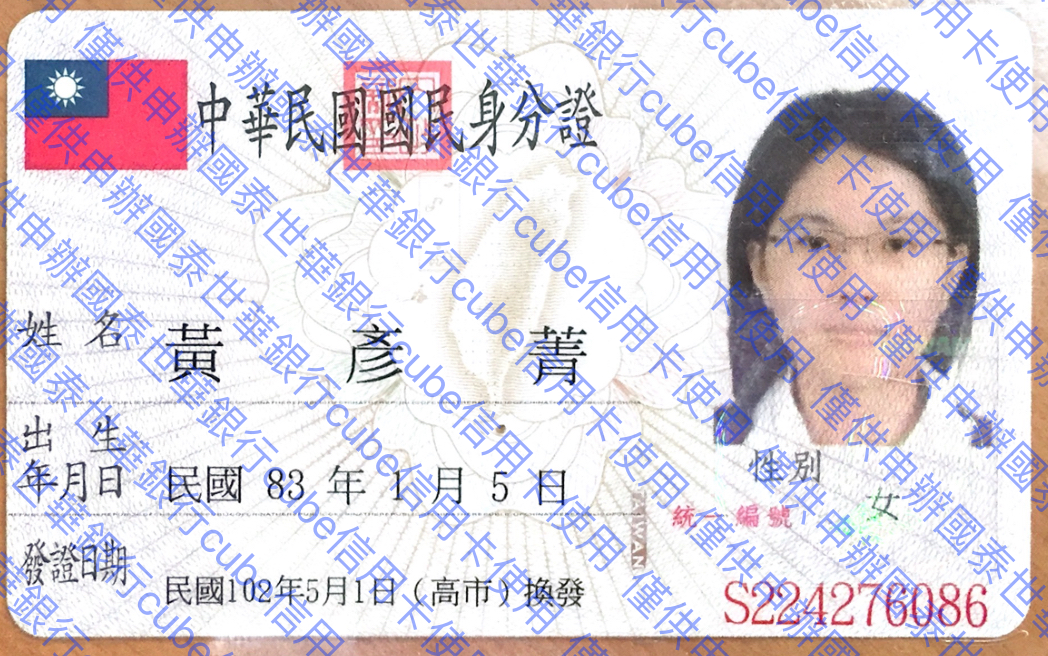 中華民國國民身分證
姓名 黃彥菁
出生年月日 民國 83 年 1 月 5 日
性別 女
統一編號
發證日期 民國102年5月1日（高市）換發
S224276086
TAIWAN
僅供申辦國泰世華銀行cube信用卡使用